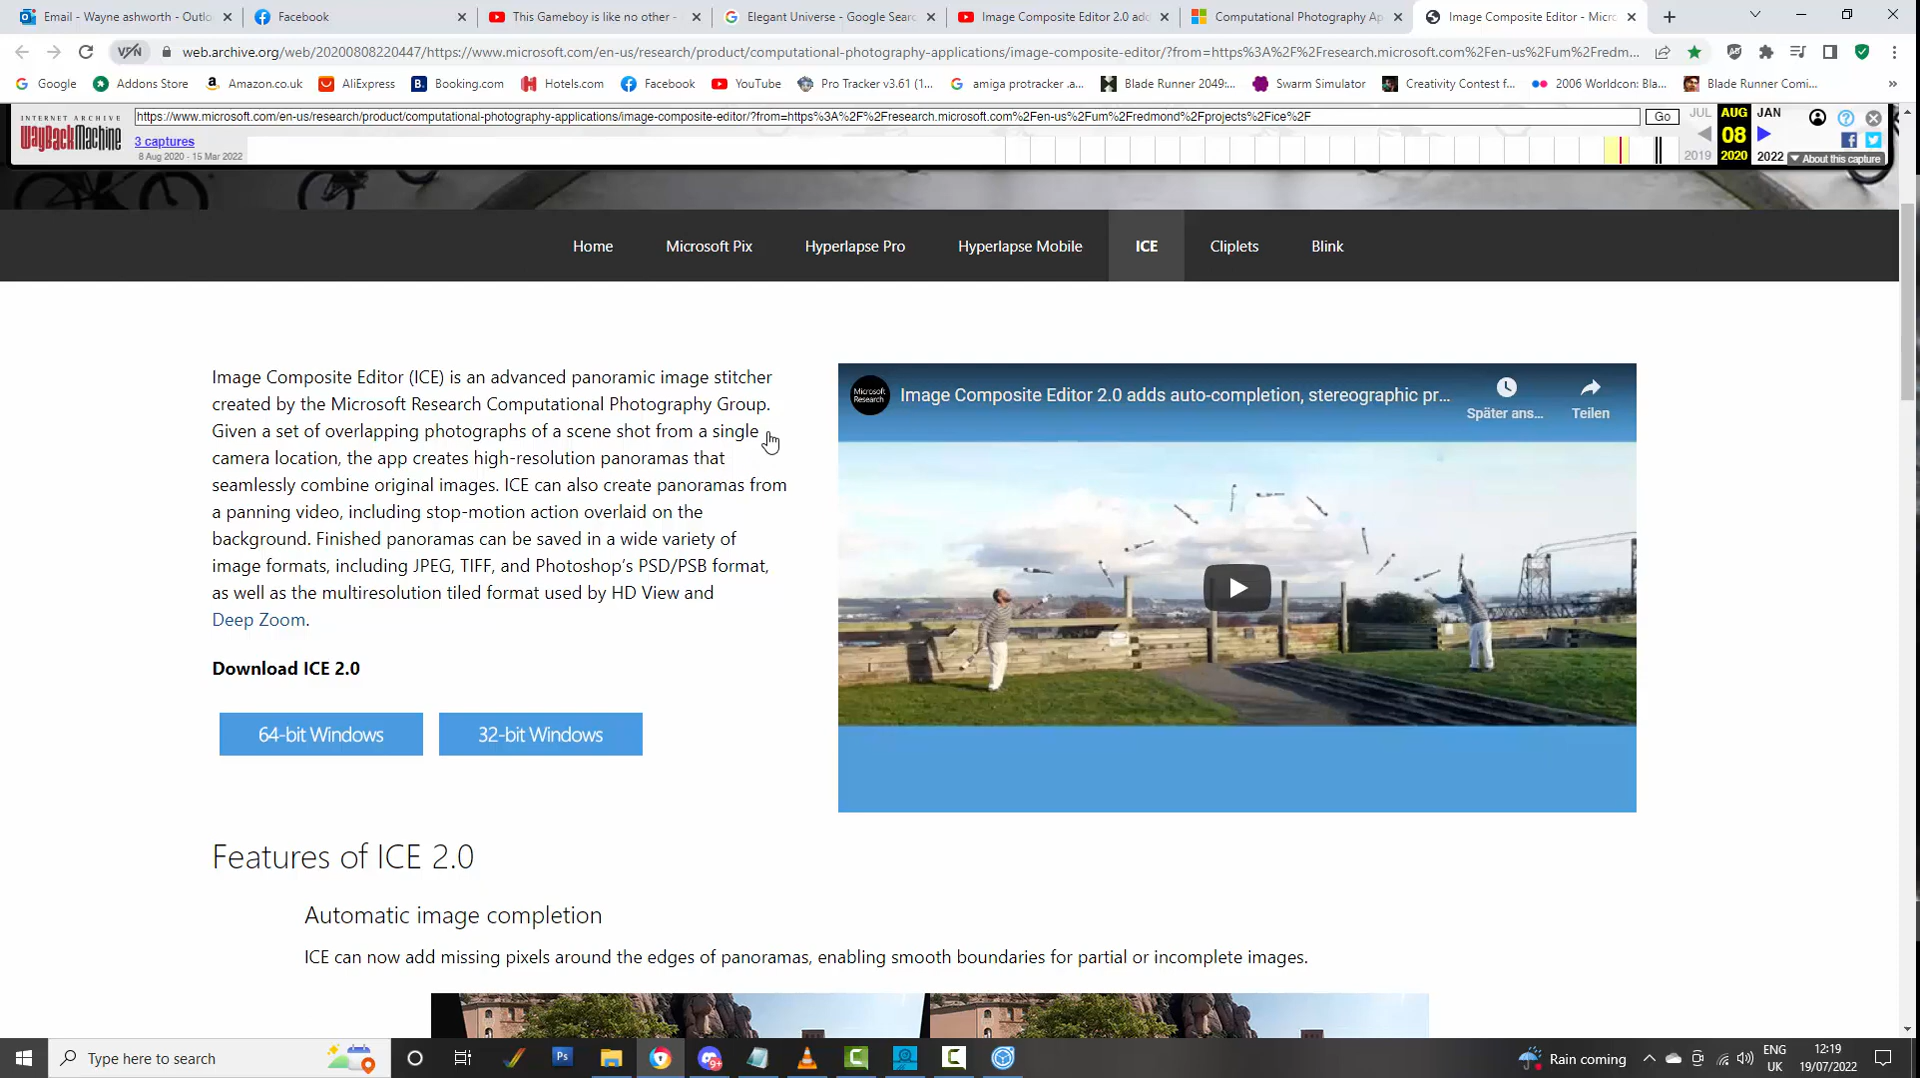 Email - Wayne ashworth - Outlo
Facebook
This Gameboy is like no other -
Elegant Universe - Google Searc
Image Composite Editor 2.0 add
Computational Photography Ap
Image Composite Editor - Micro
web.archive.org/web/20200808220447/https://www.microsoft.com/en-us/research/product/computational-photography-applications/image-composite-editor/?from=https%3A%2F%2Fresearch.microsoft.com%2Fen-us%2Fum%2Fredm...
Google
Addons Store
Amazon.co.uk
AliExpress
Booking.com
Hotels.com
Facebook
YouTube
Pro Tracker v3.61 (1...
amiga protracker .a...
Blade Runner 2049:...
Swarm Simulator
Creativity Contest f...
2006 Worldcon: Bla...
Blade Runner Comi...
INTERNET ARCHIVE
WayBackMachine
https://www.microsoft.com/en-us/research/product/computational-photography-applications/image-composite-editor/?from=https%3A%2F%2Fresearch.microsoft.com%2Fen-us%2Fum%2Fredmond%2Fprojects%2Fice%2F
Go
JUL AUG JAN
3 captures
08
8 Aug 2020 - 15 Mar 2022
2019 2020 2022
About this capture
Home
Microsoft Pix
Hyperlapse Pro
Hyperlapse Mobile
ICE
Cliplets
Blink
Image Composite Editor (ICE) is an advanced panoramic image stitcher
created by the Microsoft Research Computational Photography Group.
Given a set of overlapping photographs of a scene shot from a single
camera location, the app creates high-resolution panoramas that
seamlessly combine original images. ICE can also create panoramas from
a panning video, including stop-motion action overlaid on the
background. Finished panoramas can be saved in a wide variety of
image formats, including JPEG, TIFF, and Photoshop's PSD/PSB format,
as well as the multiresolution tiled format used by HD View and
Deep Zoom.
Microsoft
Research
Image Composite Editor 2.0 adds auto-completion, stereographic pr...
Später ans...
Teilen
Download ICE 2.0
64-bit Windows
32-bit Windows
Features of ICE 2.0
Automatic image completion
ICE can now add missing pixels around the edges of panoramas, enabling smooth boundaries for partial or incomplete images.
Type here to search
Ps
9+
Rain coming
ENG
UK
12:19
19/07/2022